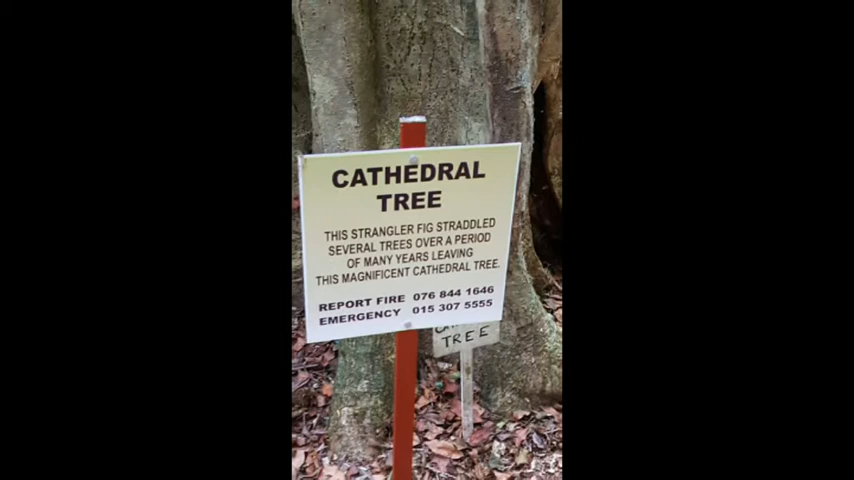 CATHEDRAL
TREE
THIS STRANGLER FIG STRADDLED
SEVERAL TREES OVER A PERIOD
OF MANY YEARS LEAVING
THIS MAGNIFICENT CATHEDRAL TREE.
REPORT FIRE 076 844 1646
EMERGENCY 015 307 5555
TREE